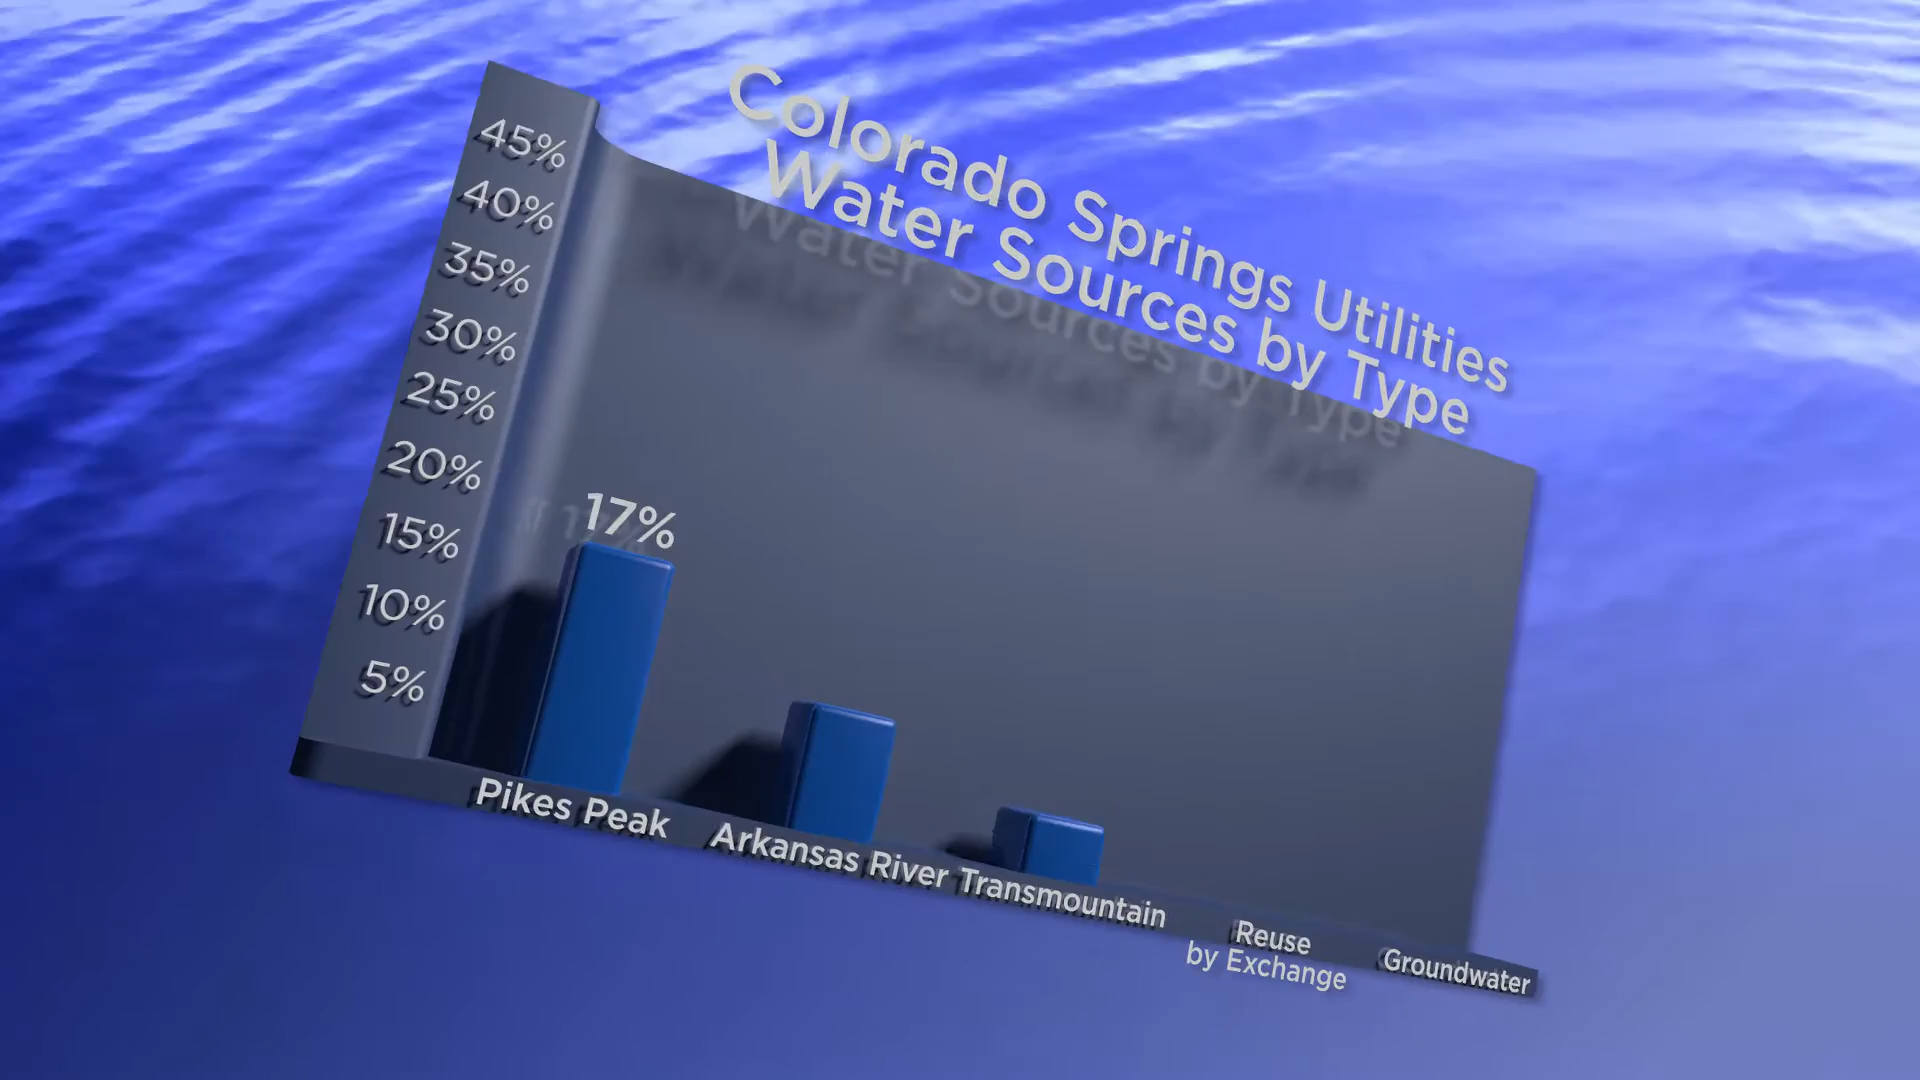 Colorado Springs Utilities
Water Sources by Type
45%
40%
35%
30%
25%
20%
15%
10%
5%
17%
Pikes Peak
Arkansas River
Transmountain
Reuse
by Exchange
Groundwater